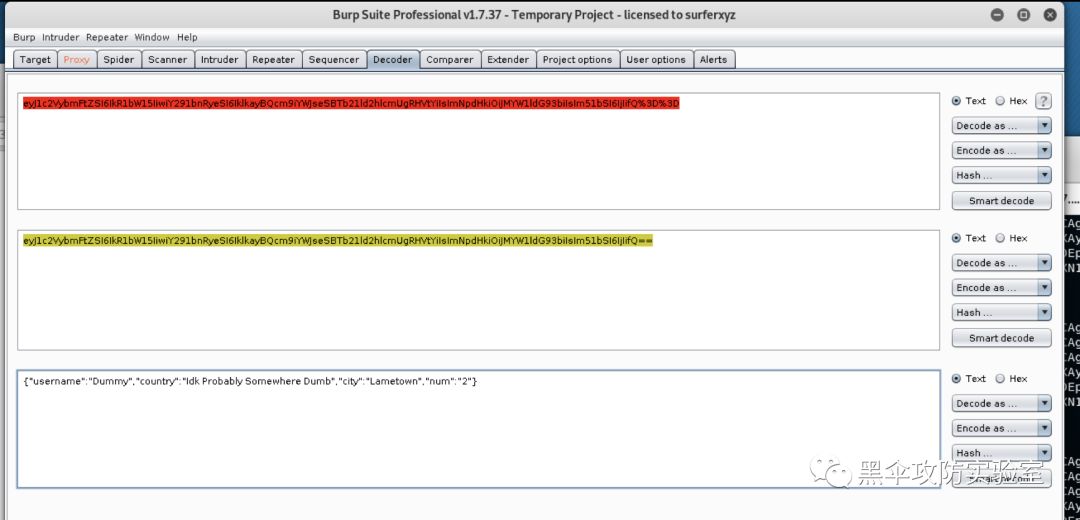 Burp Suite Professional v1.7.37 - Temporary Project - licensed to surferxyz
Burp Intruder Repeater Window Help
Target Proxy Spider Scanner Intruder Repeater Sequencer Decoder Comparer Extender Project options User options Alerts
eyJ1c2VybmFtZSI6IkR1bW15IiwiY291bnRyeSI6IklkayBQcm9iYWJseSBTb21ld2hlcmUgRHVtYiIsImNpdHkiOiJMYW1ldG93biIsIm51bSI6IjIifQ%3D%3D
Text Hex ?
Decode as ...
Encode as ...
Hash ...
Smart decode
eyJ1c2VybmFtZSI6IkR1bW15IiwiY291bnRyeSI6IklkayBQcm9iYWJseSBTb21ld2hlcmUgRHVtYiIsImNpdHkiOiJMYW1ldG93biIsIm51bSI6IjIifQ==
Text Hex
Decode as ...
Encode as ...
Hash ...
Smart decode
{"username":"Dummy","country":"Idk Probably Somewhere Dumb","city":"Lametown","num":"2"}
Text Hex
Decode as ...
Encode as ...
Hash ...
黑伞攻防实验室